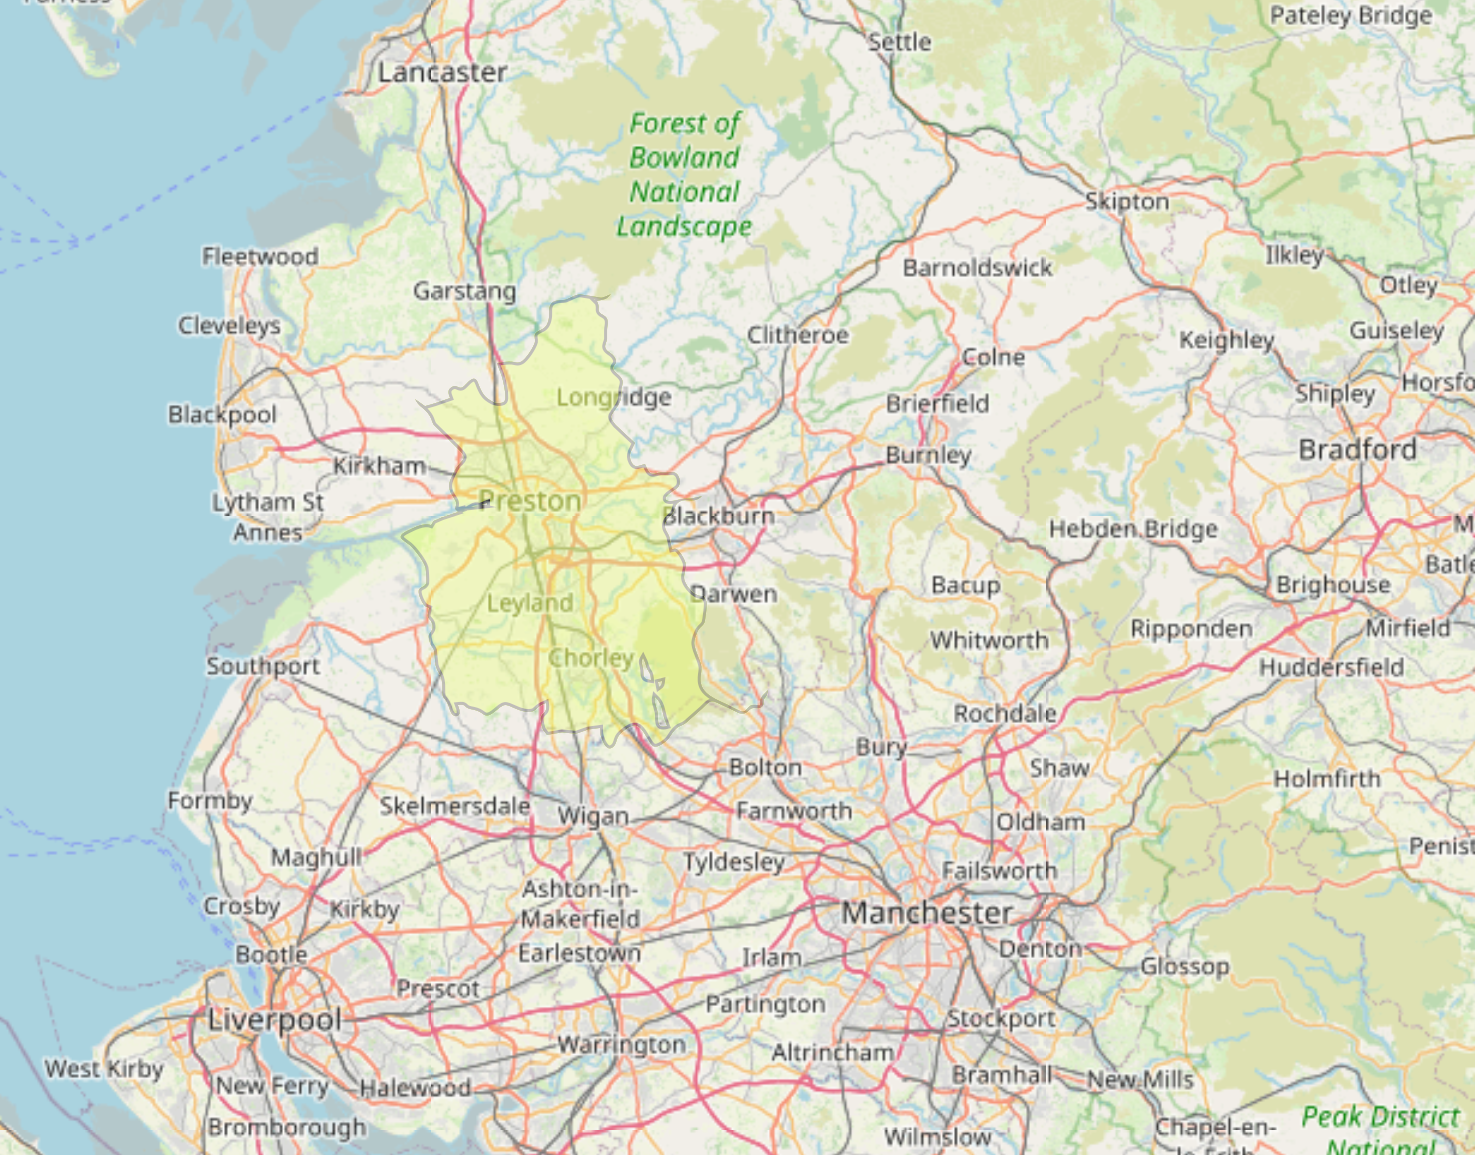 Pateley Bridge
Settle
Lancaster
Forest of
Bowland
National
Landscape
Skipton
Fleetwood
Ilkley
Barnoldswick
Otley
Garstang
Cleveleys
Clitheroe
Guiseley
Keighley
Colne
Horsfo
Shipley
Longridge
Brierfield
Blackpool
Bradford
Burnley
Kirkham
Preston
Lytham St
Annes
Blackburn
Hebden Bridge
M
Batle
Brighouse
Bacup
Darwen
Leyland
Ripponden
Mirfield
Whitworth
Chorley
Southport
Huddersfield
Rochdale
Bury
Bolton
Shaw
Holmfirth
Formby
Skelmersdale
Wigan
Farnworth
Oldham
Penist
Maghull
Tyldesley
Failsworth
Ashton-in-
Makerfield
Crosby
Kirkby
Manchester
Denton
Bootle
Earlestown
Irlam
Glossop
Prescot
Partington
Liverpool
Stockport
Warrington
Altrincham
West Kirby
Bramhall
New Mills
New Ferry
Halewood
Peak District
National
Bromborough
Wilmslow
Chapel-en-
le-Frith